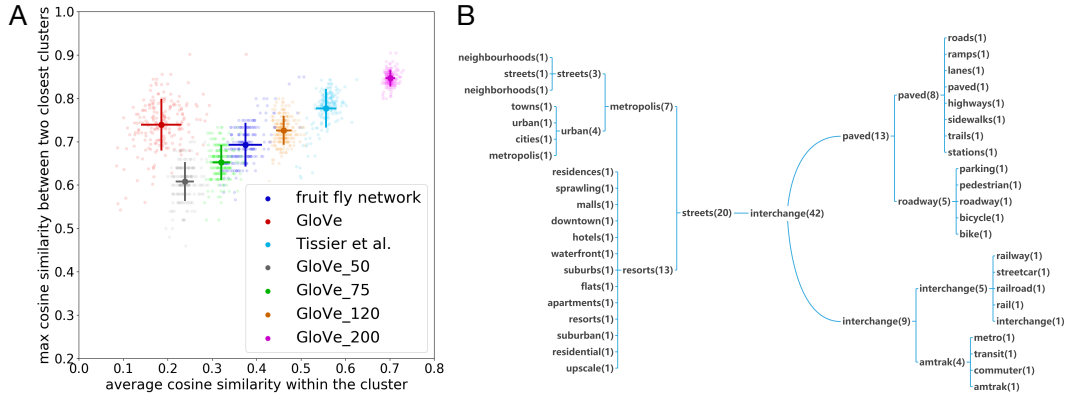 A
max cosine similarity between two closest clusters
1.0
0.9
0.8
0.7
0.6
0.5
0.4
0.3
0.2
0.0 0.1 0.2 0.3 0.4 0.5 0.6 0.7 0.8
average cosine similarity within the cluster
fruit fly network
GloVe
Tissier et al.
GloVe_50
GloVe_75
GloVe_120
GloVe_200
B
neighbourhoods(1)
streets(1)
neighborhoods(1)
streets(3)
towns(1)
urban(1)
cities(1)
metropolis(1)
urban(4)
metropolis(7)
residences(1)
sprawling(1)
malls(1)
downtown(1)
hotels(1)
waterfront(1)
suburbs(1)
flats(1)
apartments(1)
resorts(1)
suburban(1)
residential(1)
upscale(1)
resorts(13)
streets(20)
interchange(42)
paved(13)
paved(8)
roads(1)
ramps(1)
lanes(1)
paved(1)
highways(1)
sidewalks(1)
trails(1)
stations(1)
roadway(5)
parking(1)
pedestrian(1)
roadway(1)
bicycle(1)
bike(1)
interchange(9)
interchange(5)
railway(1)
streetcar(1)
railroad(1)
rail(1)
interchange(1)
amtrak(4)
metro(1)
transit(1)
commuter(1)
amtrak(1)